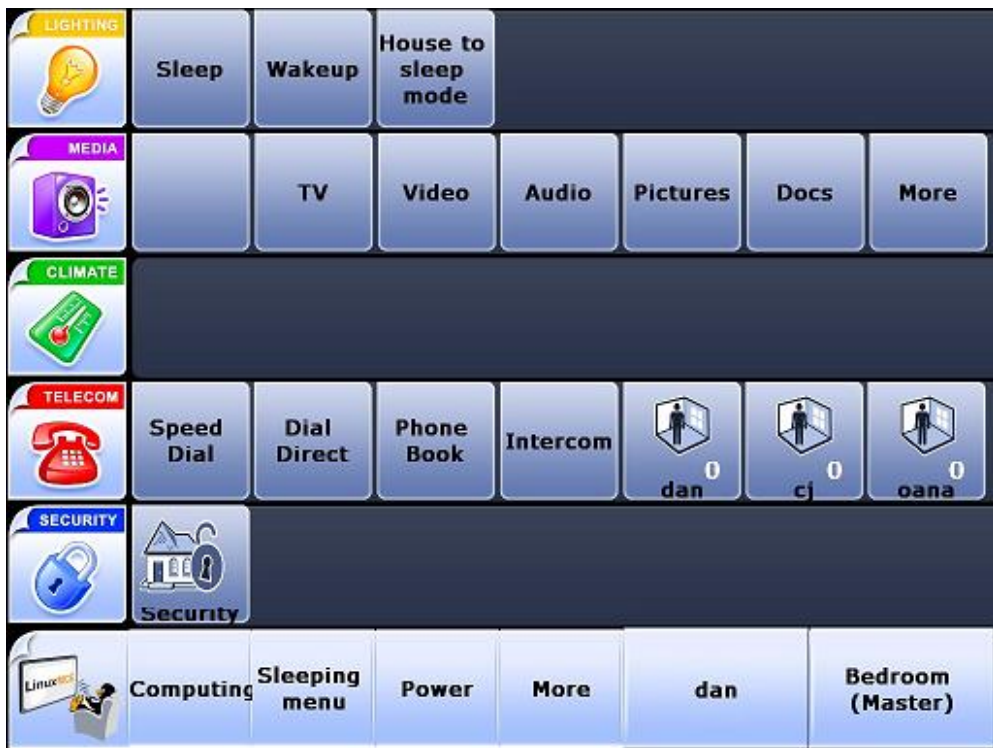 LIGHTING
Sleep
Wakeup
House to
sleep
mode
MEDIA
TV
Video
Audio
Pictures
Docs
More
CLIMATE
TELECOM
Speed
Dial
Dial
Direct
Phone
Book
Intercom
0
dan
0
cj
0
oana
SECURITY
Security
LinuxMCE
Computing
Sleeping
menu
Power
More
dan
Bedroom
(Master)